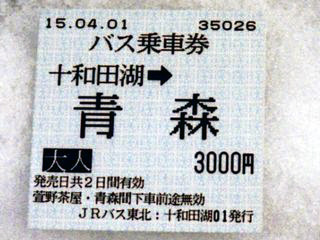 15.04.01 35026
バス乗車券
十和田湖➡
青森
大人 3000円
発売日共2日間有効
萱野茶屋・青森間下車前途無効
JRバス東北:十和田湖01発行